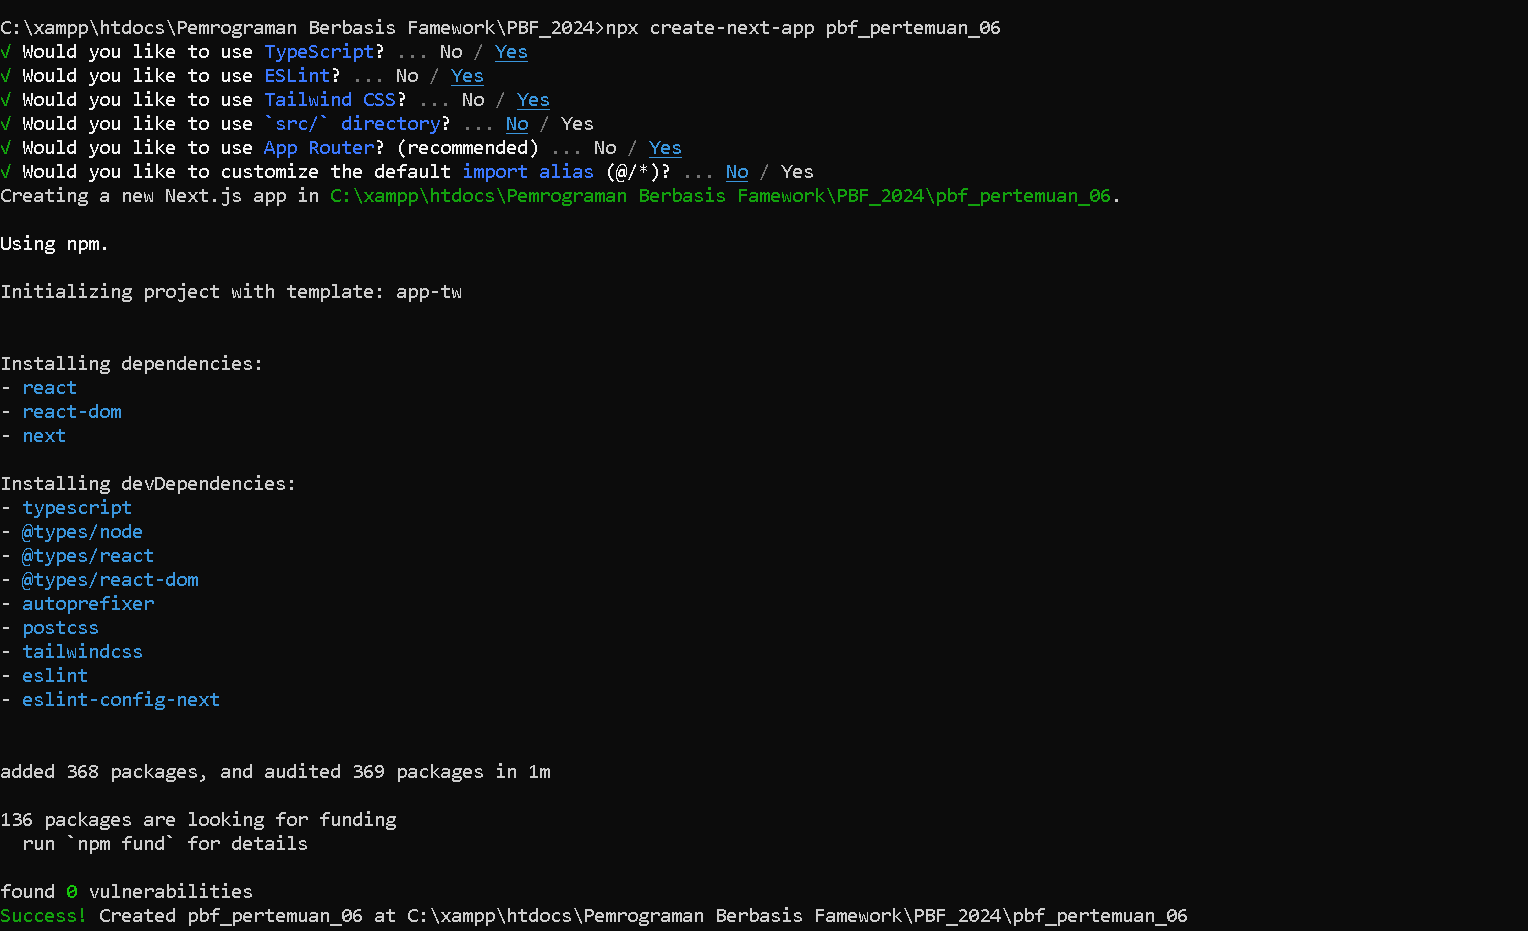 C:\xampp\htdocs\Pemrograman Berbasis Famework\PBF_2024>npx create-next-app pbf_pertemuan_06
√ Would you like to use TypeScript? ... No / Yes
√ Would you like to use ESLint? ... No / Yes
√ Would you like to use Tailwind CSS? ... No / Yes
√ Would you like to use `src/` directory? ... No / Yes
√ Would you like to use App Router? (recommended) ... No / Yes
√ Would you like to customize the default import alias (@/*)? ... No / Yes
Creating a new Next.js app in C:\xampp\htdocs\Pemrograman Berbasis Famework\PBF_2024\pbf_pertemuan_06.
Using npm.
Initializing project with template: app-tw
Installing dependencies:
- react
- react-dom
- next
Installing devDependencies:
- typescript
- @types/node
- @types/react
- @types/react-dom
- autoprefixer
- postcss
- tailwindcss
- eslint
- eslint-config-next
added 368 packages, and audited 369 packages in 1m
136 packages are looking for funding
  run `npm fund` for details
found 0 vulnerabilities
Success! Created pbf_pertemuan_06 at C:\xampp\htdocs\Pemrograman Berbasis Famework\PBF_2024\pbf_pertemuan_06